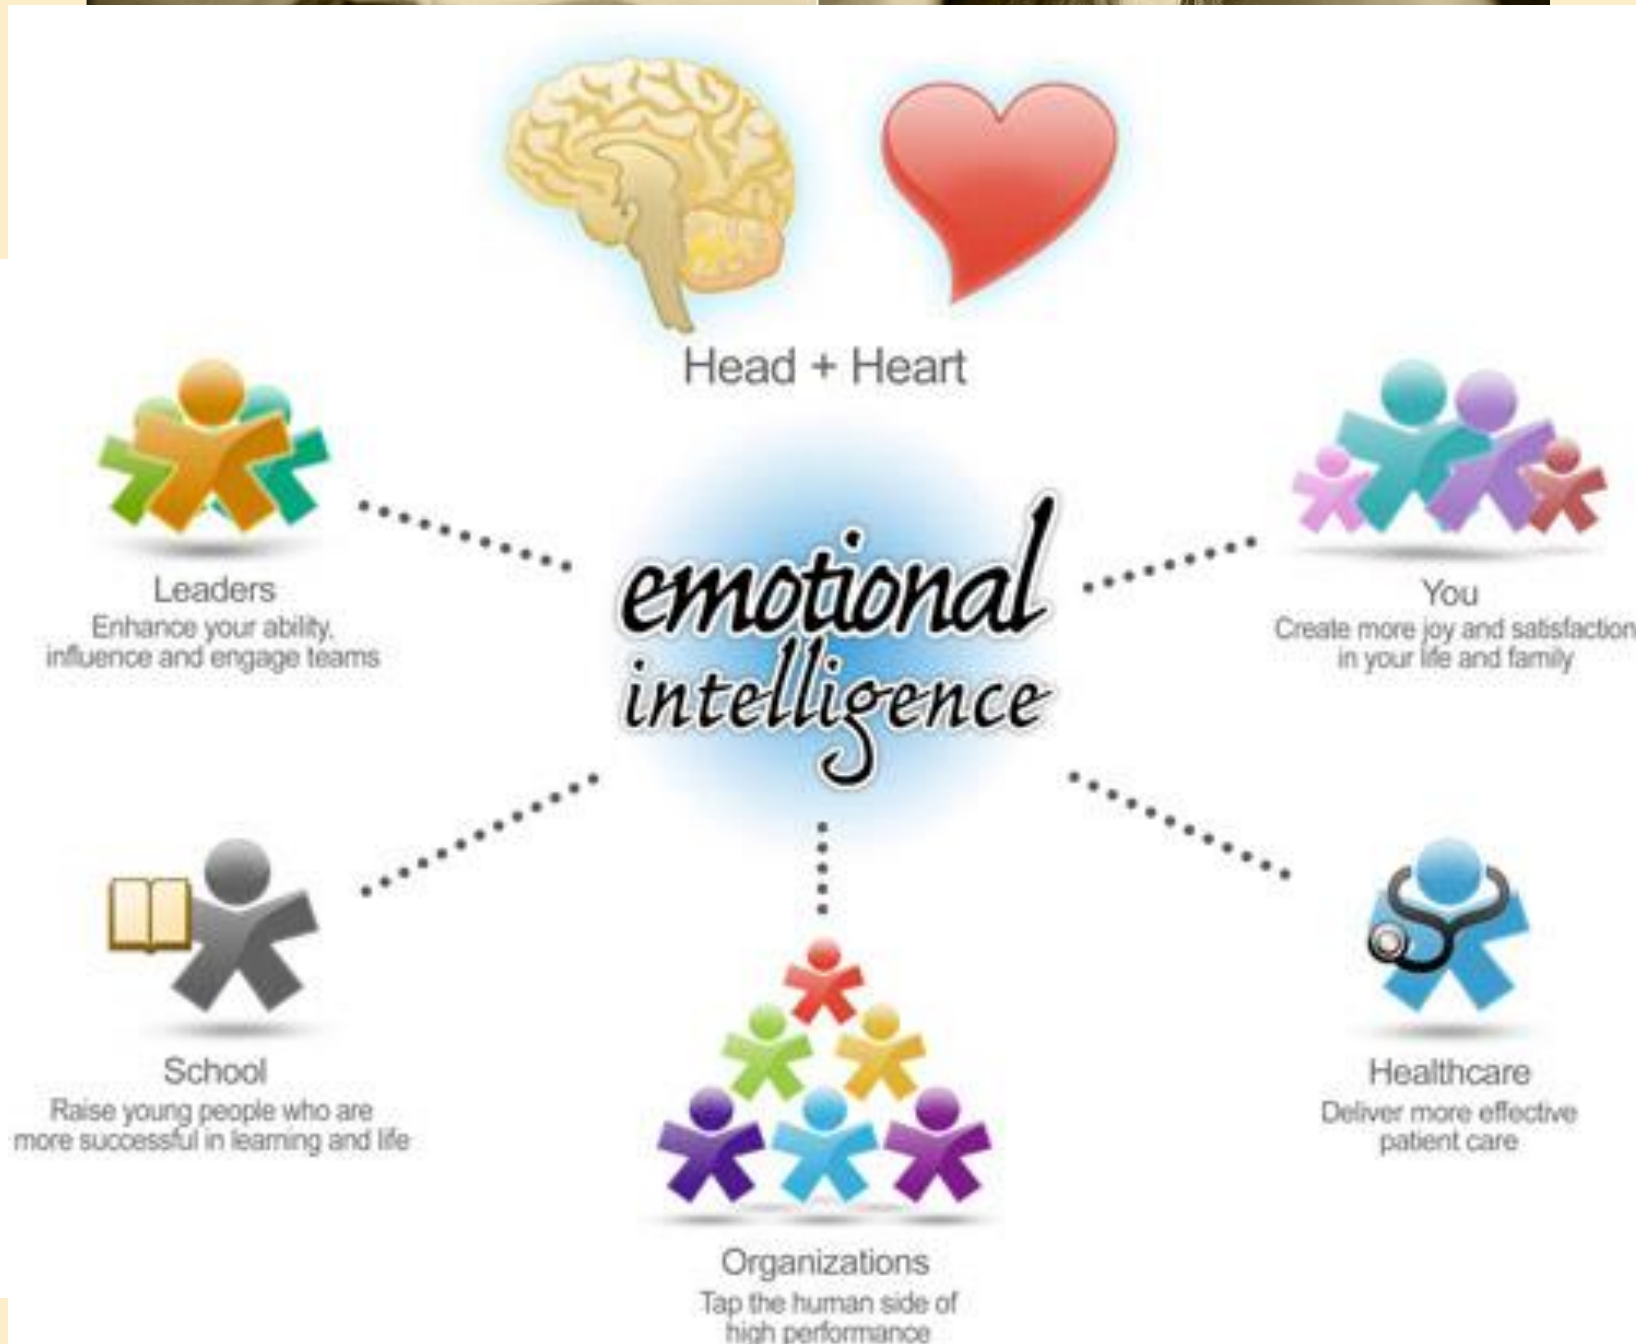 Head + Heart
emotional
intelligence
Leaders
Enhance your ability,
influence and engage teams
You
Create more joy and satisfaction
in your life and family
School
Raise young people who are
more successful in learning and life
Healthcare
Deliver more effective
patient care
Organizations
Tap the human side of
high performance